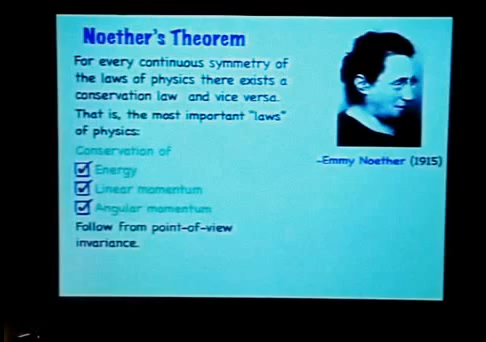 Noether's Theorem
For every continuous symmetry of
the laws of physics there exists a
conservation law and vice versa.
That is, the most important "laws"
of physics:
Conservation of
Energy
Linear momentum
Angular momentum
Follow from point-of-view
invariance.
-Emmy Noether (1915)